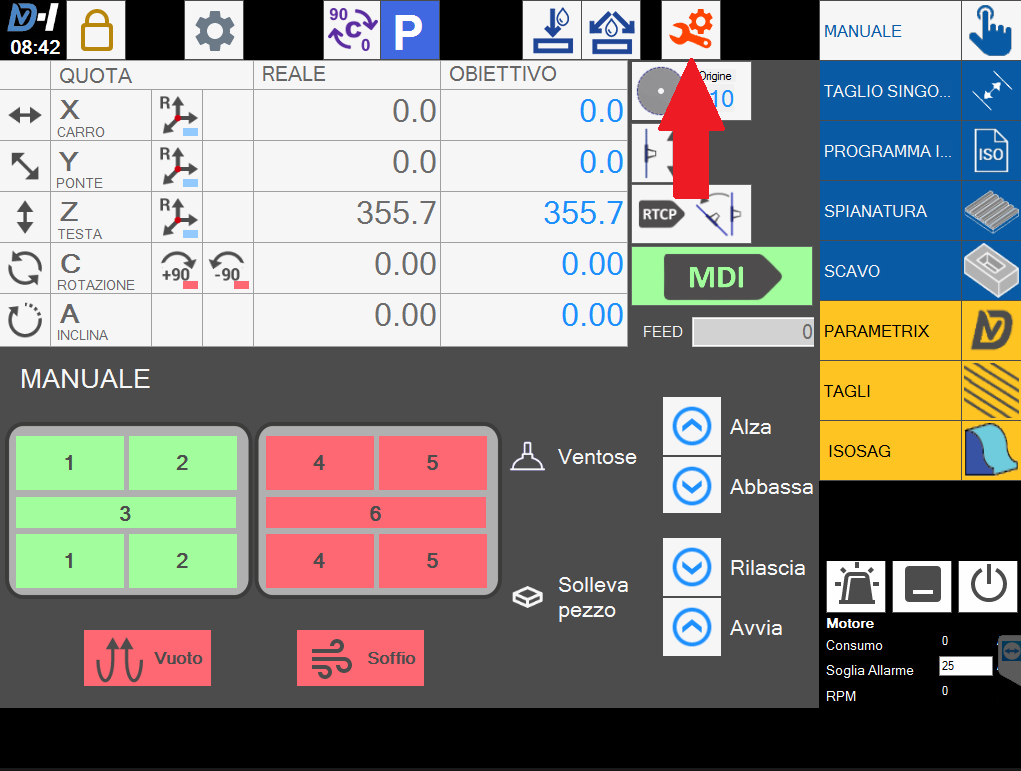 08:42
90
C
0
P
MANUALE
QUOTA
REALE
OBIETTIVO
Origine
10
TAGLIO SINGO...
X
CARRO
R
0.0
0.0
PROGRAMMA I...
ISO
Y
PONTE
R
0.0
0.0
Z
TESTA
R
355.7
355.7
RTCP
SPIANATURA
C
ROTAZIONE
+90
-90
0.00
0.00
MDI
SCAVO
A
INCLINA
0.00
0.00
FEED
0
PARAMETRIX
MANUALE
TAGLI
Alza
ISOSAG
1
2
4
5
Ventose
Abbassa
3
6
1
2
4
5
Rilascia
Solleva
pezzo
Avvia
Vuoto
Soffio
Motore
Consumo
0
Soglia Allarme
25
RPM
0